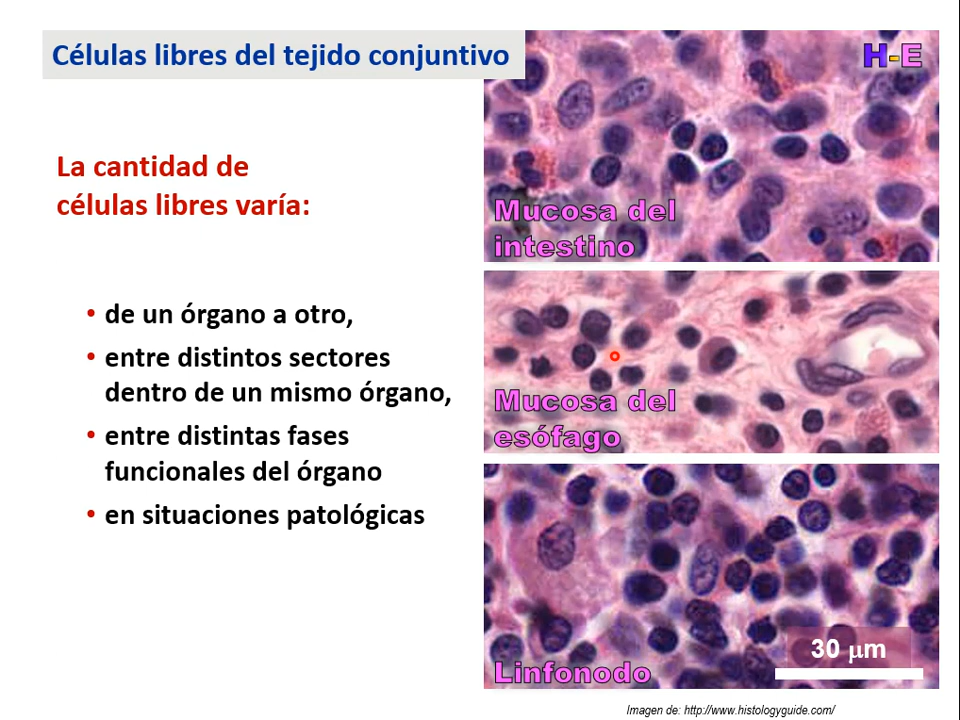 Células libres del tejido conjuntivo
H-E
La cantidad de
células libres varía:
• de un órgano a otro,
• entre distintos sectores
dentro de un mismo órgano,
• entre distintas fases
funcionales del órgano
• en situaciones patológicas
Mucosa del
intestino
Mucosa del
esófago
30 µm
Linfonodo
Imagen de: http://www.histologyguide.com/